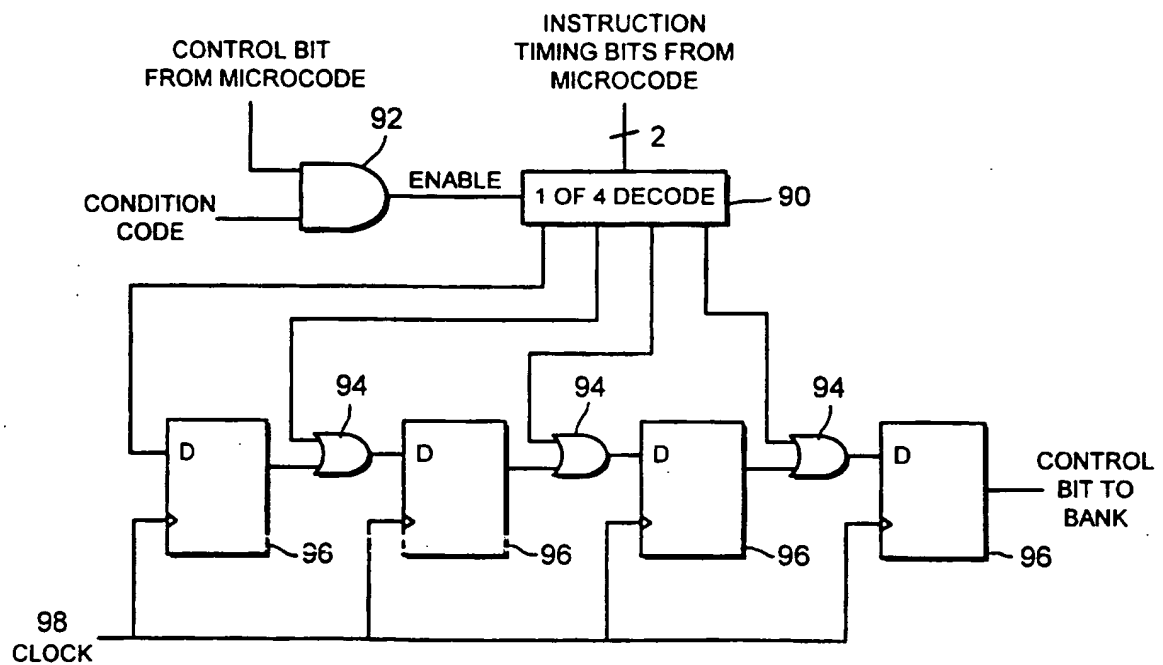 INSTRUCTION
TIMING BITS FROM
MICROCODE
CONTROL BIT
FROM MICROCODE
92
2
ENABLE
1 OF 4 DECODE
90
CONDITION
CODE
94
94
94
D
D
D
D
CONTROL
BIT TO
BANK
96
96
96
96
98
CLOCK